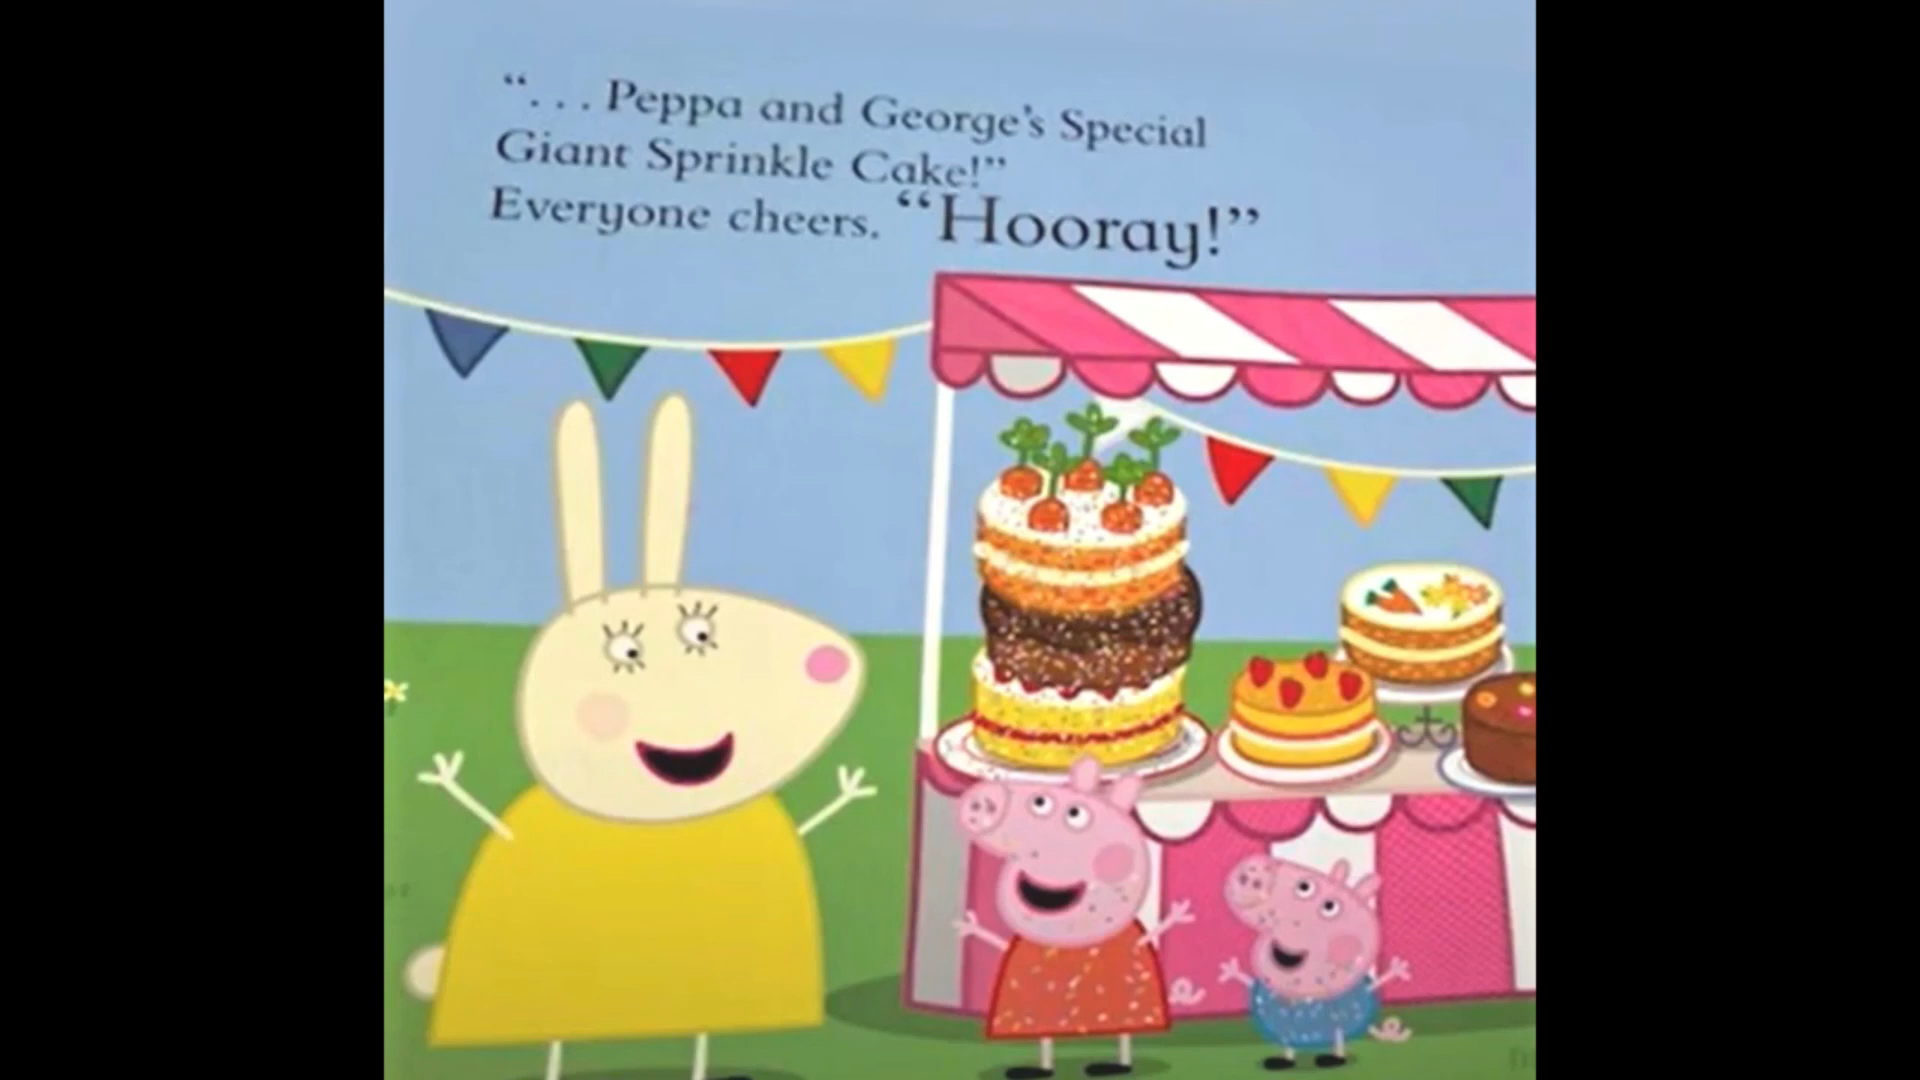 “. . . Peppa and George’s Special
Giant Sprinkle Cake!”
Everyone cheers. “Hooray!”